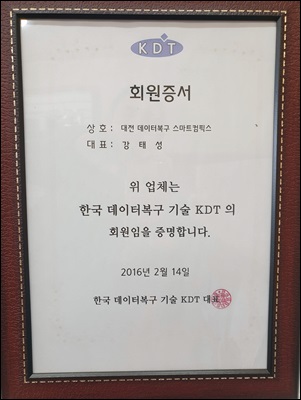 KDT
회원증서
상호: 대전 데이터복구 스마트컴픽스
대표: 강태성
위 업체는
한국 데이터복구 기술 KDT 의
회원임을 증명합니다.
2016년 2월 14일
한국 데이터복구 기술 KDT 대표